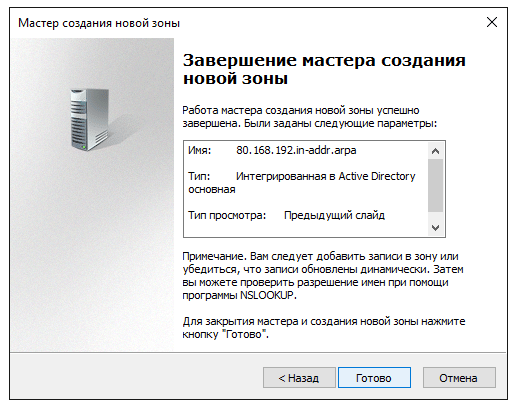 Мастер создания новой зоны
Завершение мастера создания
новой зоны
Работа мастера создания новой зоны успешно
завершена. Были заданы следующие параметры:
Имя: 80.168.192.in-addr.arpa
Тип: Интегрированная в Active Directory
основная
Тип просмотра: Предыдущий слайд
Примечание. Вам следует добавить записи в зону или
убедиться, что записи обновлены динамически. Затем
вы можете проверить разрешение имен при помощи
программы NSLOOKUP.
Для закрытия мастера и создания новой зоны нажмите
кнопку "Готово".
< Назад
Готово
Отмена